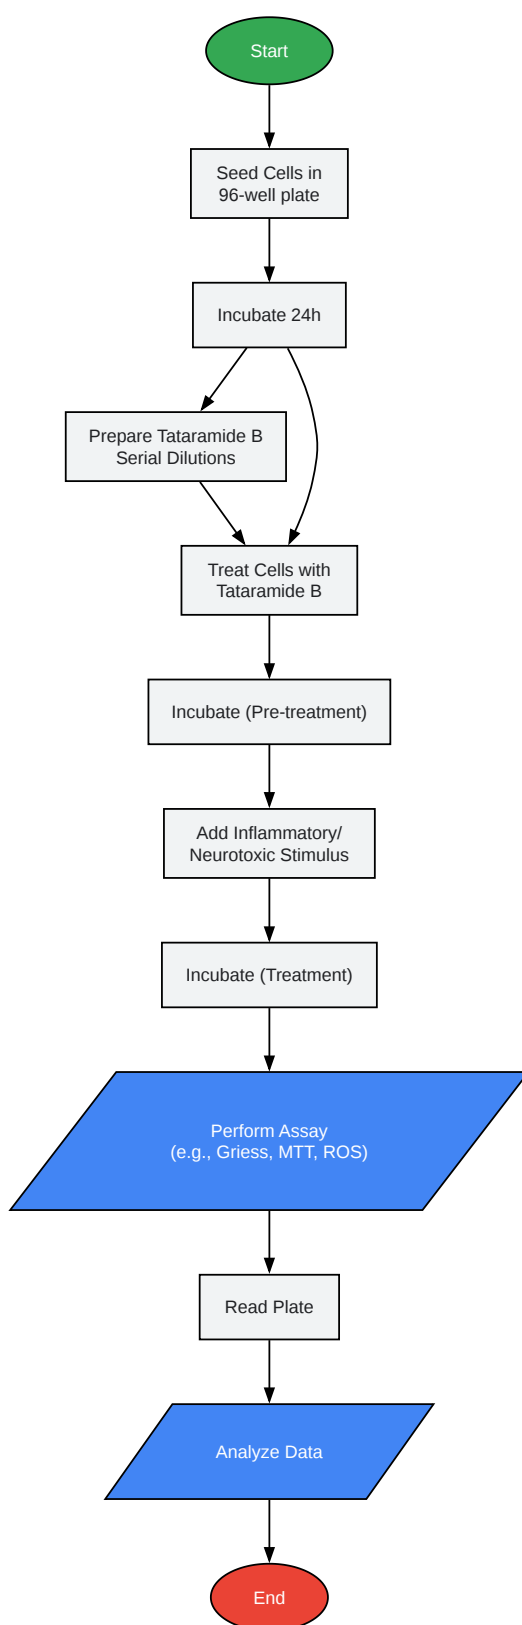 Start
Seed Cells in
96-well plate
Incubate 24h
Prepare Tataramide B
Serial Dilutions
Treat Cells with
Tataramide B
Incubate (Pre-treatment)
Add Inflammatory/
Neurotoxic Stimulus
Incubate (Treatment)
Perform Assay
(e.g., Griess, MTT, ROS)
Read Plate
Analyze Data
End